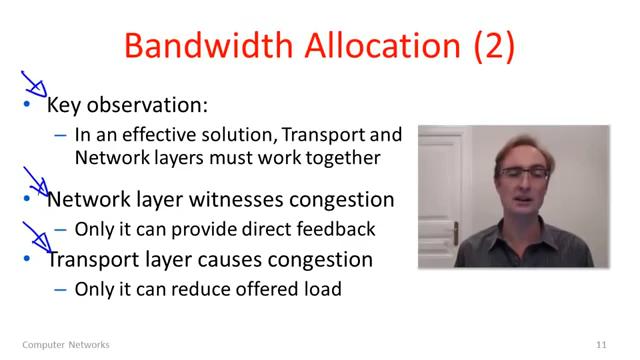 Bandwidth Allocation (2)
• Key observation:
– In an effective solution, Transport and
Network layers must work together
• Network layer witnesses congestion
– Only it can provide direct feedback
• Transport layer causes congestion
– Only it can reduce offered load
Computer Networks
11